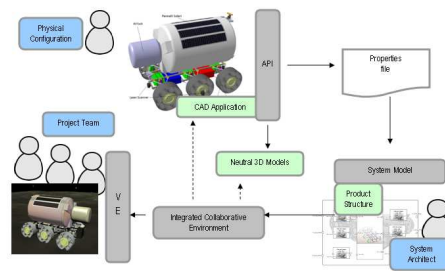 Physical
Configuration
API
Properties
file
CAD Application
Project Team
Neutral 3D Models
System Model
Product
Structure
V
E
Integrated Collaborative
Environment
System
Architect